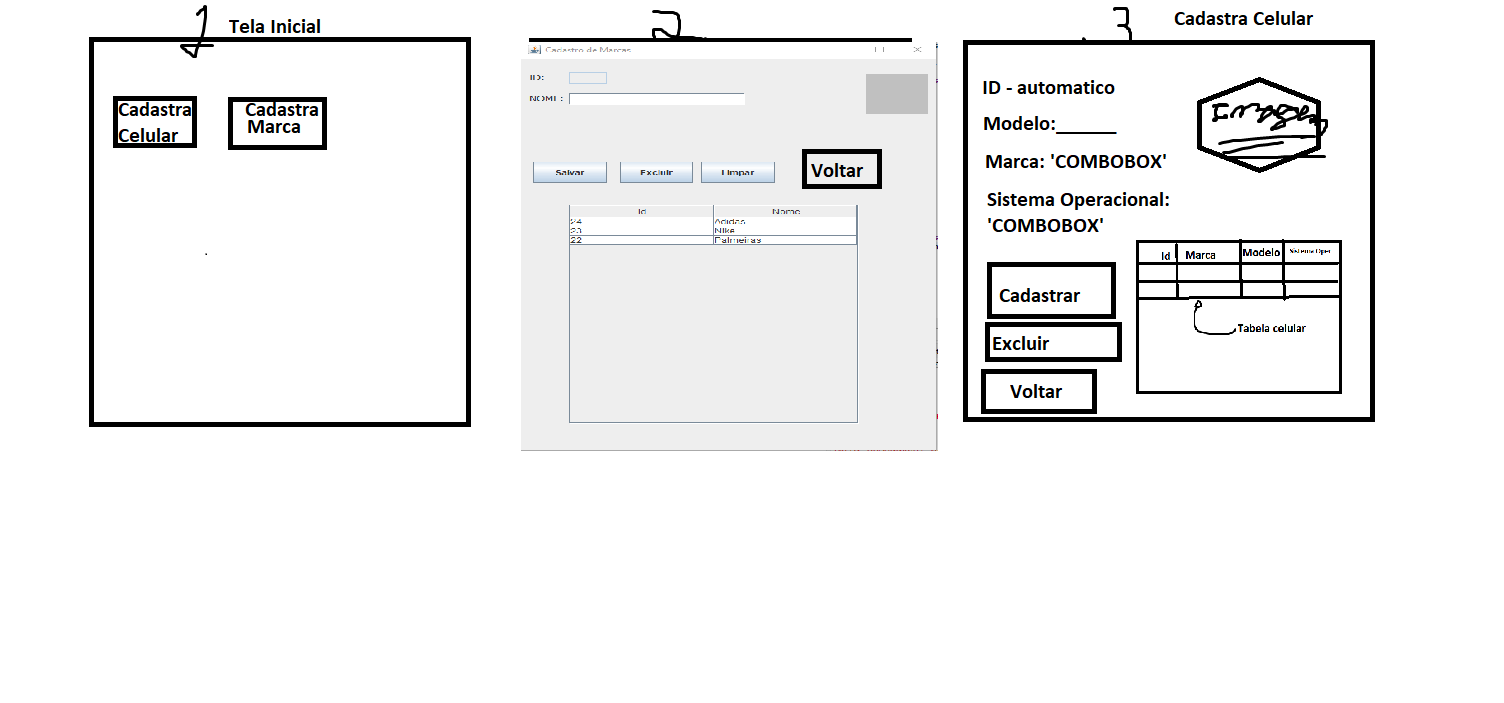 1
Tela Inicial
Cadastra
Celular
Cadastra
Marca
2
Cadastro de Marcas
ID:
NOME:
Salvar
Excluir
Limpar
Voltar
Id
Nome
24
Adidas
23
Nike
22
Palmeiras
3
Cadastra Celular
ID - automatico
Modelo:______
Marca: 'COMBOBOX'
Sistema Operacional:
'COMBOBOX'
Imagem
Cadastrar
Excluir
Voltar
Id
Marca
Modelo
Sistema Oper
Tabela celular